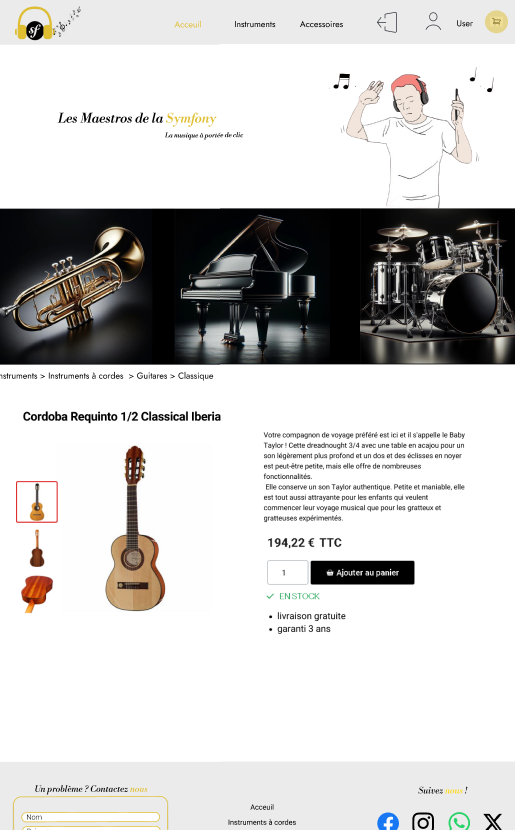 sf
Acceuil Instruments Accessoires User
Les Maestros de la Symfony
La musique à portée de clic
nstruments > Instruments à cordes > Guitares > Classique
Cordoba Requinto 1/2 Classical Iberia
Votre compagnon de voyage préféré est ici et il s'appelle le Baby
Taylor ! Cette dreadnought 3/4 avec une table en acajou pour un
son légèrement plus profond et un dos et des éclisses en noyer
est peut-être petite, mais elle offre de nombreuses
fonctionnalités.
Elle conserve un son Taylor authentique. Petite et maniable, elle
est tout aussi attrayante pour les enfants qui veulent
commencer leur voyage musical que pour les gratteux et
gratteuses expérimentés.
194,22 € TTC
1 Ajouter au panier
EN STOCK
livraison gratuite
garanti 3 ans
Un problème ? Contactez nous
Nom
Acceuil
Instruments à cordes
Suivez nous !